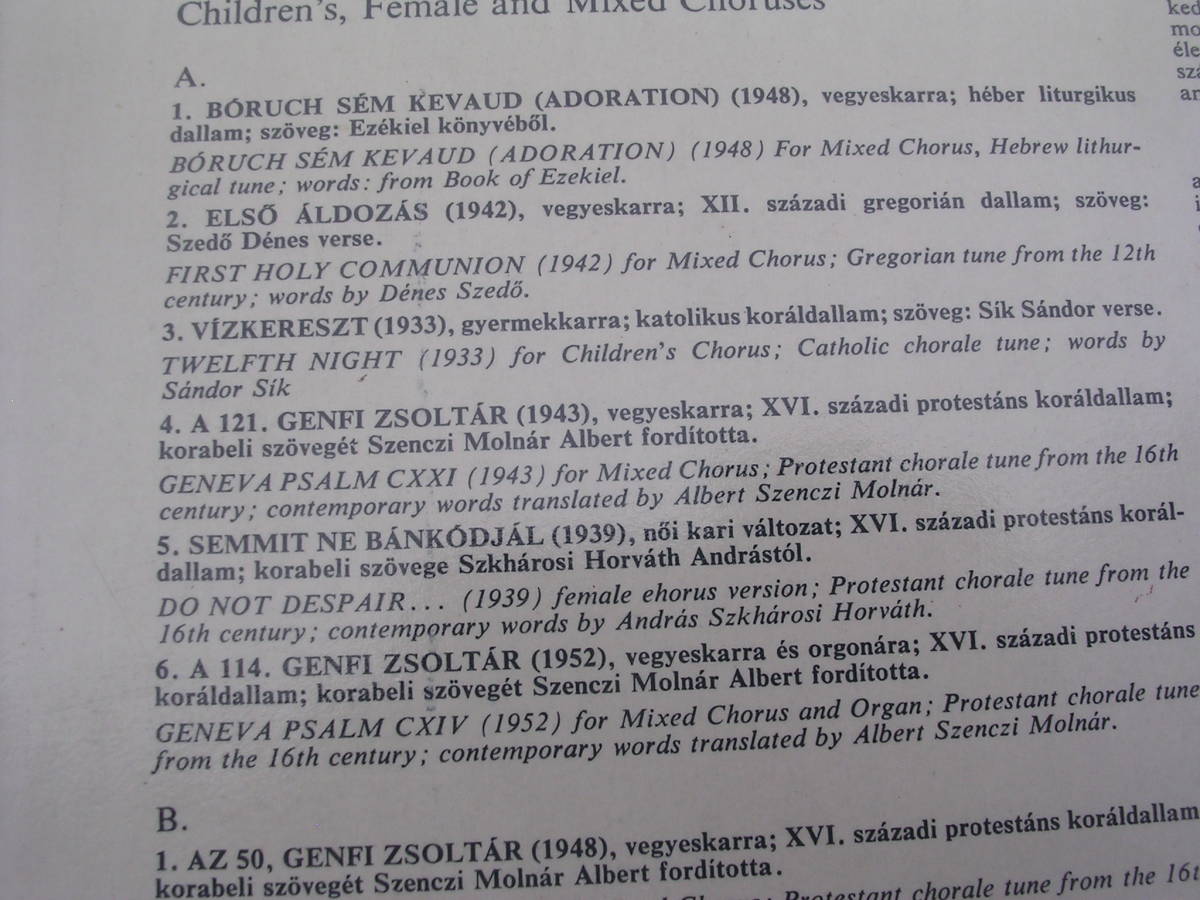 Children's, Female and Mixed Choruses
A.
1. BÓRUCH SÉM KEVAUD (ADORATION) (1948), vegyeskarra; héber liturgikus
dallam; szöveg: Ezékiel könyvéből.
BÓRUCH SÉM KEVAUD (ADORATION) (1948) For Mixed Chorus, Hebrew lithur-
gical tune; words: from Book of Ezekiel.
2. ELSŐ ÁLDOZÁS (1942), vegyeskarra; XII. századi gregorián dallam; szöveg:
Szedő Dénes verse.
FIRST HOLY COMMUNION (1942) for Mixed Chorus; Gregorian tune from the 12th
century; words by Dénes Szedő.
3. VÍZKERESZT (1933), gyermekkarra; katolikus koráldallam; szöveg: Sík Sándor verse.
TWELFTH NIGHT (1933) for Children's Chorus; Catholic chorale tune; words by
Sándor Sík
4. A 121. GENFI ZSOLTÁR (1943), vegyeskarra; XVI. századi protestáns koráldallam;
korabeli szövegét Szenczi Molnár Albert fordította.
GENEVA PSALM CXXI (1943) for Mixed Chorus; Protestant chorale tune from the 16th
century; contemporary words translated by Albert Szenczi Molnár.
5. SEMMIT NE BÁNKÓDJÁL (1939), női kari változat; XVI. századi protestáns korál-
dallam; korabeli szövege Szkhárosi Horváth Andrástól.
DO NOT DESPAIR... (1939) female ehorus version; Protestant chorale tune from the
16th century; contemporary words by András Szkhárosi Horváth.
6. A 114. GENFI ZSOLTÁR (1952), vegyeskarra és orgonára; XVI. századi protestáns
koráldallam; korabeli szövegét Szenczi Molnár Albert fordította.
GENEVA PSALM CXIV (1952) for Mixed Chorus and Organ; Protestant chorale tune
from the 16th century; contemporary words translated by Albert Szenczi Molnár.
B.
1. AZ 50, GENFI ZSOLTÁR (1948), vegyeskarra; XVI. századi protestáns koráldallam
korabeli szövegét Szenczi Molnár Albert fordította.
Protestant chorale tune from the 16t
ked
mo
éle
szá
an